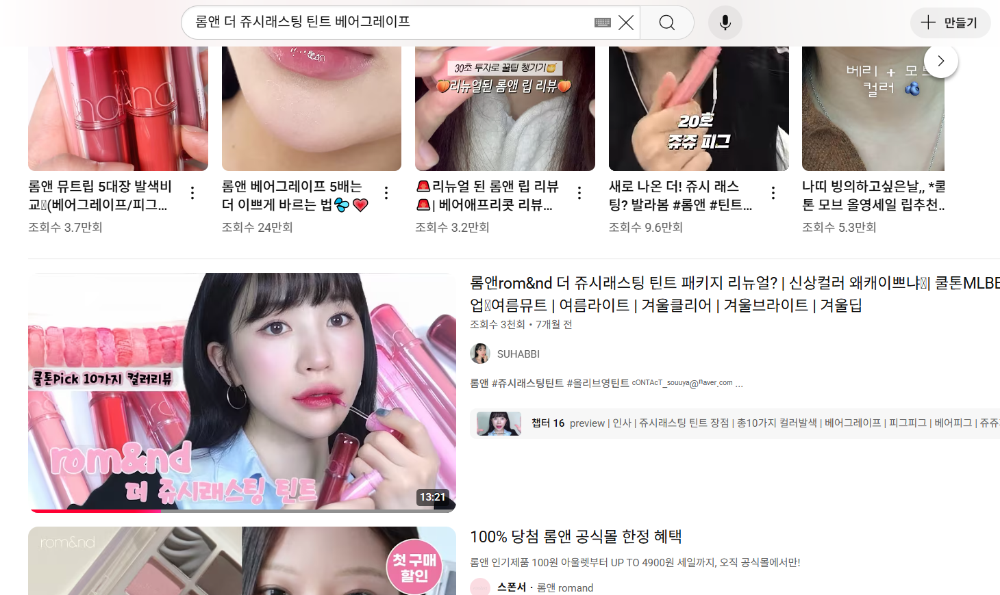 롬앤 더 쥬시래스팅 틴트 베어그레이프
만들기
30초 투자로 꿀팁 챙기기🍯
🍑리뉴얼된 롬앤 립 리뷰🍑
20호
쥬쥬 피그
베리 + 모브
컬러 🫐
롬앤 뮤트립 5대장 발색비
교(베어그레이프/피그...
조회수 3.7만회
롬앤 베어그레이프 5배는
더 이쁘게 바르는 법💦💗
조회수 24만회
🚨리뉴얼 된 롬앤 립 리뷰
🚨| 베어애프리콧 리뷰...
조회수 3.2만회
새로 나온 더! 쥬시 래스
팅? 발라봄 #롬앤 #틴트...
조회수 9.6만회
나띠 빙의하고싶은날,, *쿨
톤 모브 올영세일 립추천..
조회수 5.3만회
쿨톤Pick 10가지 컬러리뷰
rom&nd
더 쥬시래스팅 틴트
13:21
롬앤rom&nd 더 쥬시래스팅 틴트 패키지 리뉴얼? | 신상컬러 왜캐이쁘냐| 쿨톤MLBB
업여름뮤트 | 여름라이트 | 겨울클리어 | 겨울브라이트 | 겨울딥
조회수 3천회 • 7개월 전
SUHABBI
롬앤 #쥬시래스팅틴트 #올리브영틴트 ᶜONTAᶜT_souuya@ⁿaver.com ...
챕터 16 preview | 인사 | 쥬시래스팅 틴트 장점 | 총10가지 컬러발색 | 베어그레이프 | 피그피그 | 베어피그 | 쥬쥬
rom&nd
첫 구매
할인
100% 당첨 롬앤 공식몰 한정 혜택
롬앤 인기제품 100원 아울렛부터 UP TO 4900원 세일까지, 오직 공식몰에서만!
스폰서 · 롬앤 romand